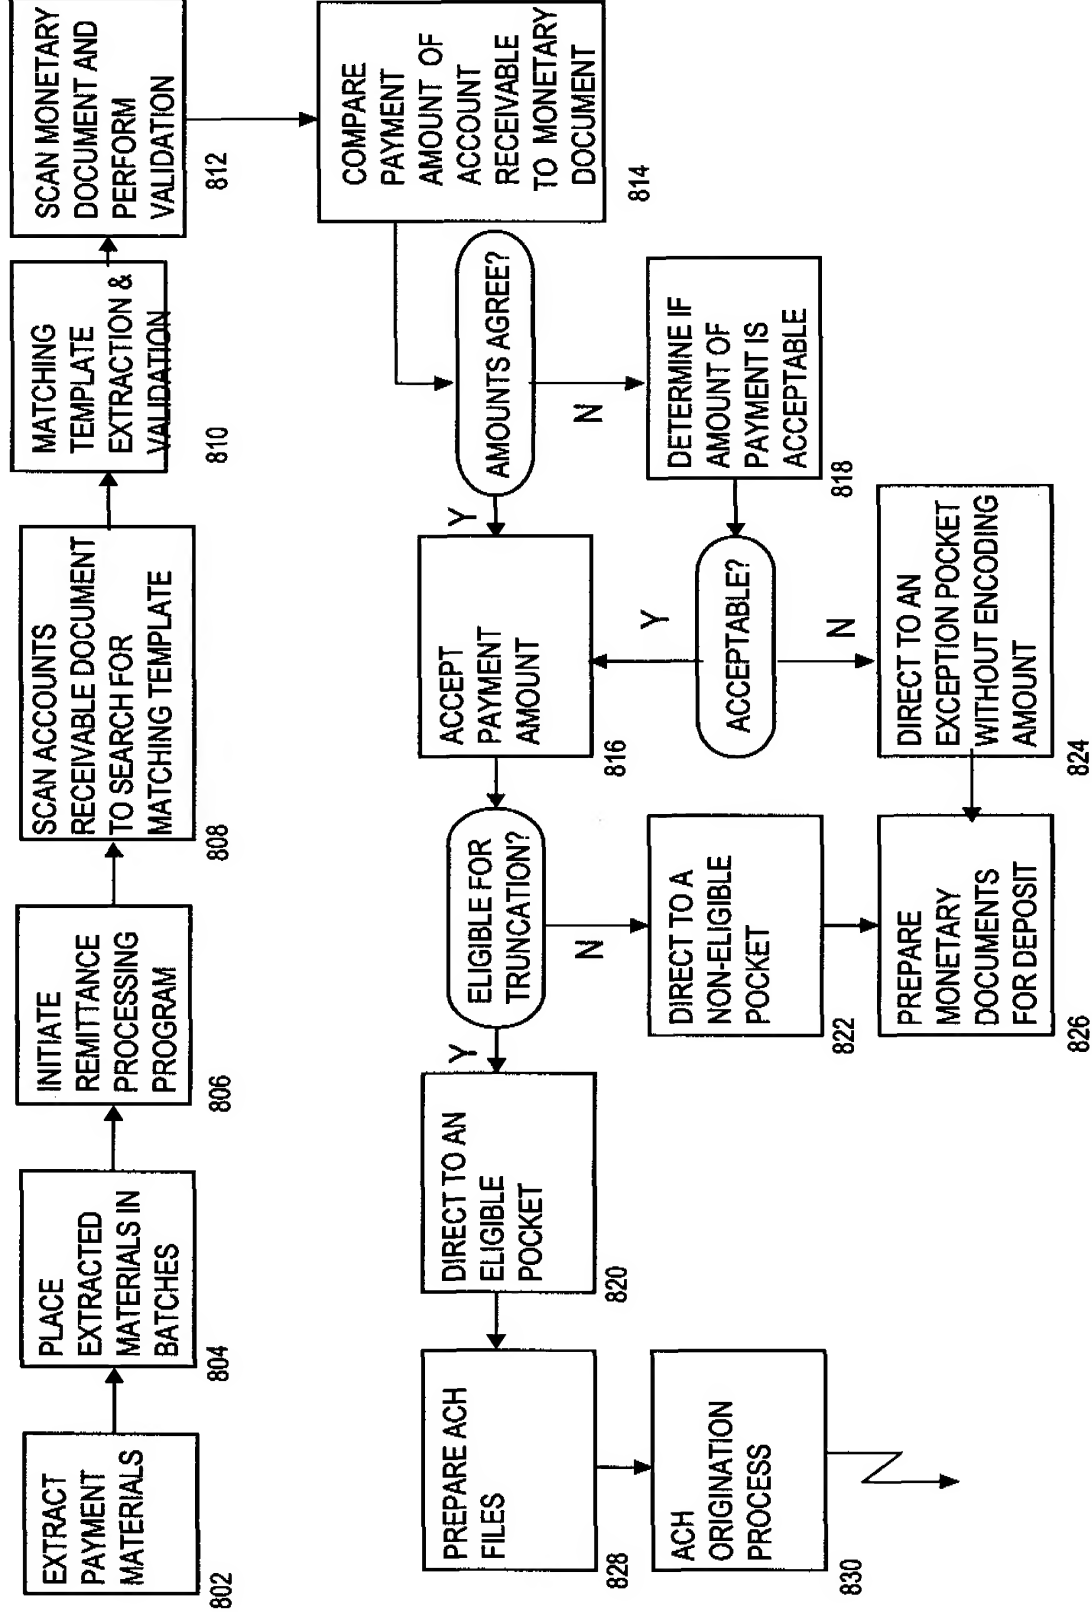 EXTRACT
PAYMENT
MATERIALS
802
PLACE
EXTRACTED
MATERIALS IN
BATCHES
804
INITIATE
REMITTANCE
PROCESSING
PROGRAM
806
SCAN ACCOUNTS
RECEIVABLE DOCUMENT
TO SEARCH FOR
MATCHING TEMPLATE
808
MATCHING
TEMPLATE
EXTRACTION &
VALIDATION
810
SCAN MONETARY
DOCUMENT AND
PERFORM
VALIDATION
812
COMPARE
PAYMENT
AMOUNT OF
ACCOUNT
RECEIVABLE
TO MONETARY
DOCUMENT
814
AMOUNTS AGREE?
Y
N
ACCEPT
PAYMENT
AMOUNT
816
DETERMINE IF
AMOUNT OF
PAYMENT IS
ACCEPTABLE
818
ACCEPTABLE?
Y
N
ELIGIBLE FOR
TRUNCATION?
Y
N
DIRECT TO AN
ELIGIBLE
POCKET
820
DIRECT TO A
NON-ELIGIBLE
POCKET
822
DIRECT TO AN
EXCEPTION POCKET
WITHOUT ENCODING
AMOUNT
824
PREPARE
MONETARY
DOCUMENTS
FOR DEPOSIT
826
PREPARE ACH
FILES
828
ACH
ORIGINATION
PROCESS
830